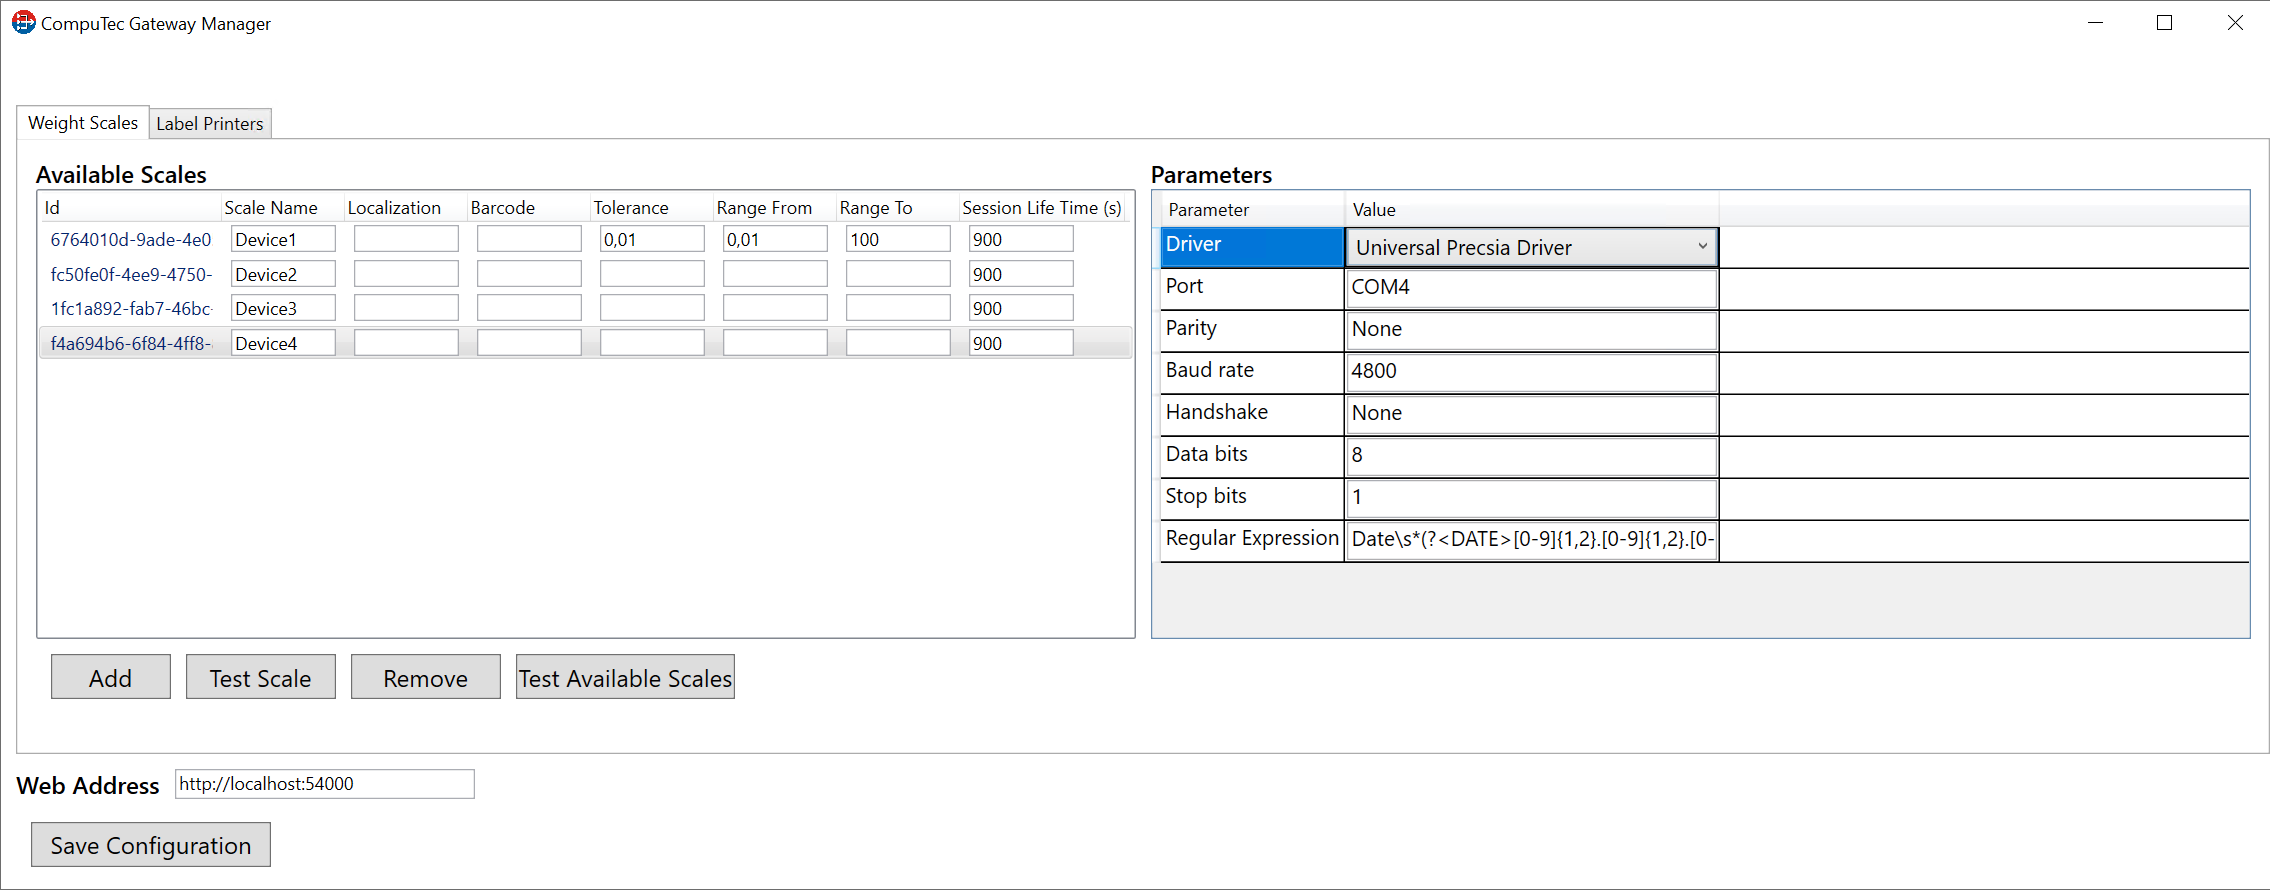 CompuTec Gateway Manager
Weight Scales Label Printers
Available Scales
Id Scale Name Localization Barcode Tolerance Range From Range To Session Life Time (s)
6764010d-9ade-4e0 Device1 0,01 0,01 100 900
fc50fe0f-4ee9-4750- Device2 900
1fc1a892-fab7-46bc- Device3 900
f4a694b6-6f84-4ff8- Device4 900
Add Test Scale Remove Test Available Scales
Parameters
Parameter Value
Driver Universal Precsia Driver
Port COM4
Parity None
Baud rate 4800
Handshake None
Data bits 8
Stop bits 1
Regular Expression Date\s*(?<DATE>[0-9]{1,2}.[0-9]{1,2}.[0-
Web Address http://localhost:54000
Save Configuration